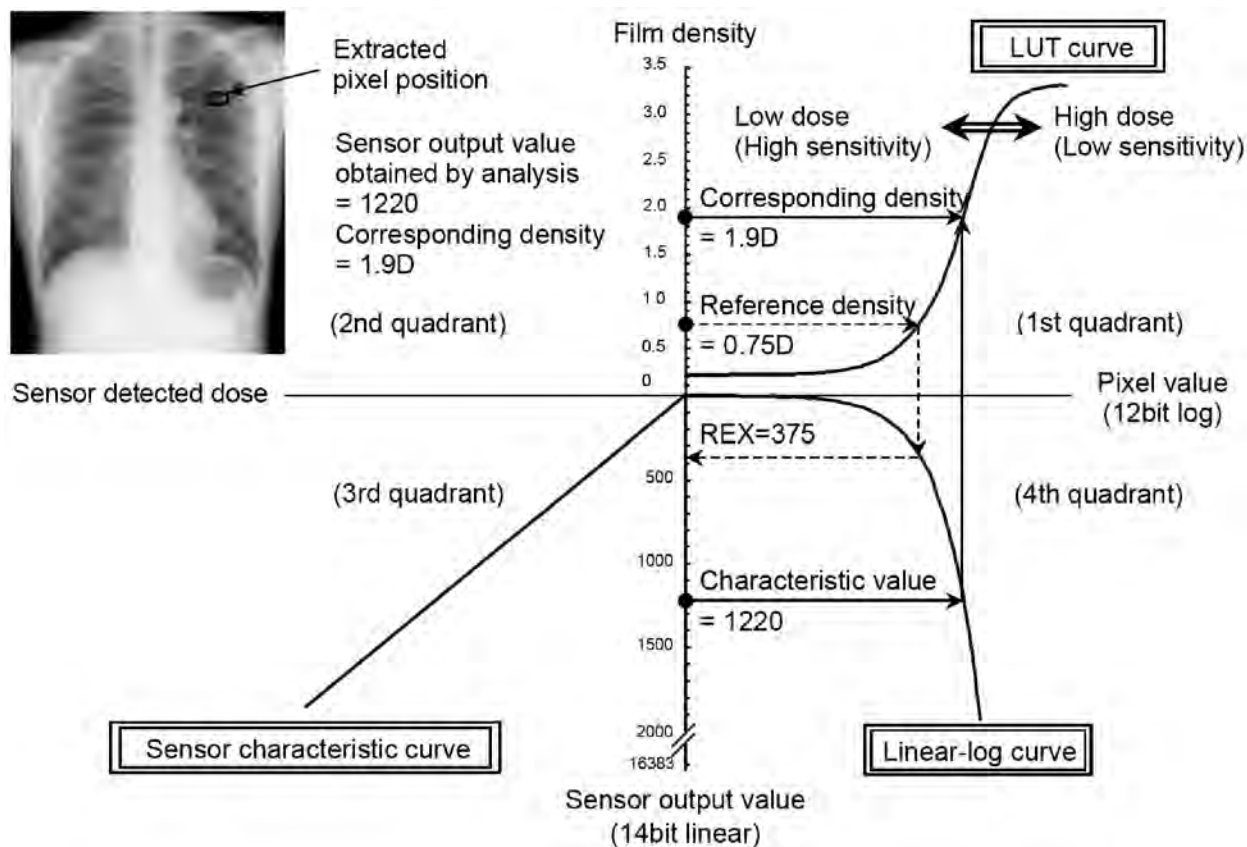 Extracted
pixel position
Sensor output value
obtained by analysis
= 1220
Corresponding density
= 1.9D
(2nd quadrant)
Film density
3.5
3.0
2.5
2.0
1.5
1.0
0.5
0
LUT curve
Low dose
(High sensitivity)
High dose
(Low sensitivity)
Corresponding density
= 1.9D
Reference density
= 0.75D
(1st quadrant)
Sensor detected dose
Pixel value
(12bit log)
REX=375
500
1000
1500
2000
16383
(3rd quadrant)
(4th quadrant)
Characteristic value
= 1220
Sensor characteristic curve
Linear-log curve
Sensor output value
(14bit linear)